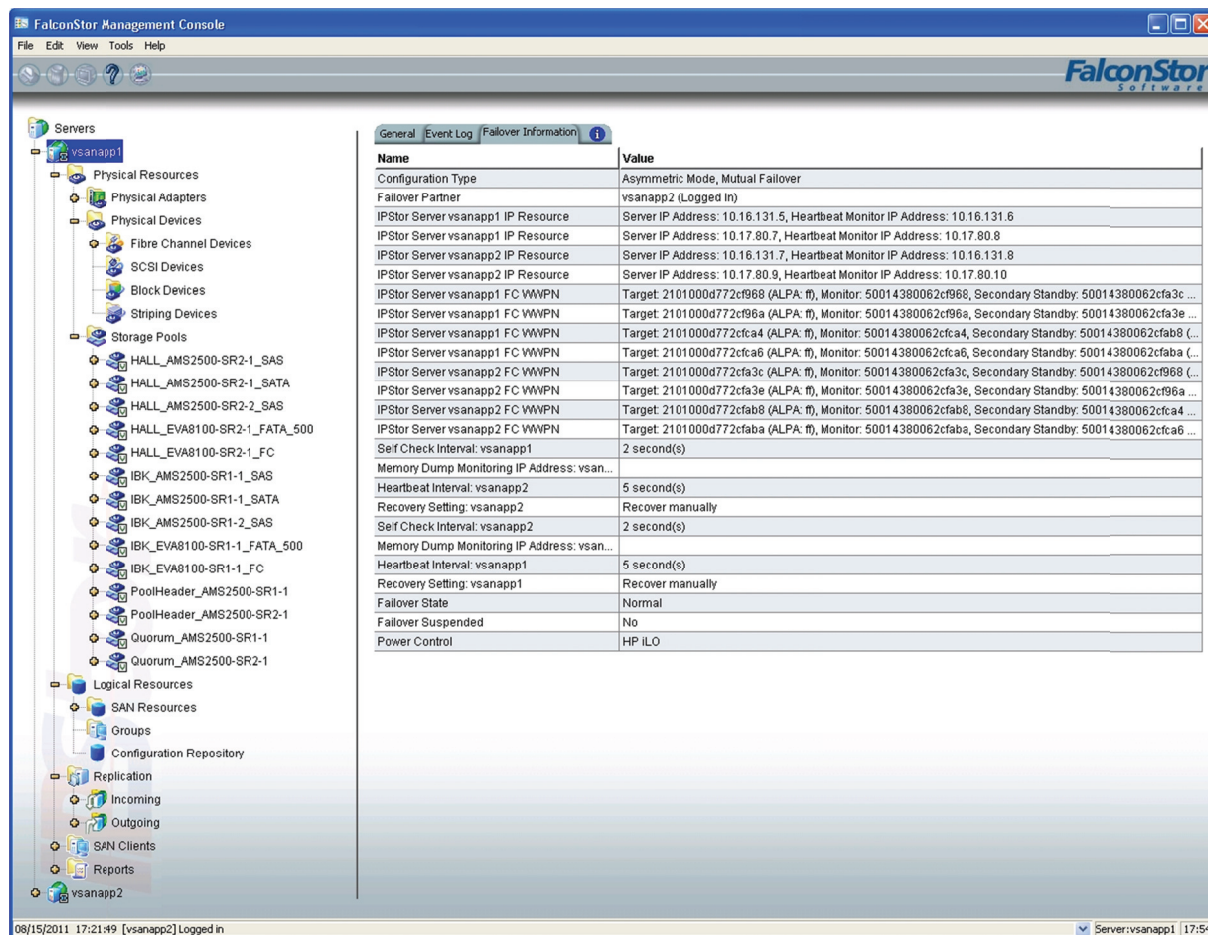 FalconStor Management Console
File Edit View Tools Help
FalconStor
Software
Servers
vsanapp1
Physical Resources
Physical Adapters
Physical Devices
Fibre Channel Devices
SCSI Devices
Block Devices
Striping Devices
Storage Pools
HALL_AMS2500-SR2-1_SAS
HALL_AMS2500-SR2-1_SATA
HALL_AMS2500-SR2-2_SAS
HALL_EVA8100-SR2-1_FATA_500
HALL_EVA8100-SR2-1_FC
IBK_AMS2500-SR1-1_SAS
IBK_AMS2500-SR1-1_SATA
IBK_AMS2500-SR1-2_SAS
IBK_EVA8100-SR1-1_FATA_500
IBK_EVA8100-SR1-1_FC
PoolHeader_AMS2500-SR1-1
PoolHeader_AMS2500-SR2-1
Quorum_AMS2500-SR1-1
Quorum_AMS2500-SR2-1
Logical Resources
SAN Resources
Groups
Configuration Repository
Replication
Incoming
Outgoing
SAN Clients
Reports
vsanapp2
General Event Log Failover Information
Name Value
Configuration Type Asymmetric Mode, Mutual Failover
Failover Partner vsanapp2 (Logged In)
IPStor Server vsanapp1 IP Resource Server IP Address: 10.16.131.5, Heartbeat Monitor IP Address: 10.16.131.6
IPStor Server vsanapp1 IP Resource Server IP Address: 10.17.80.7, Heartbeat Monitor IP Address: 10.17.80.8
IPStor Server vsanapp2 IP Resource Server IP Address: 10.16.131.7, Heartbeat Monitor IP Address: 10.16.131.8
IPStor Server vsanapp2 IP Resource Server IP Address: 10.17.80.9, Heartbeat Monitor IP Address: 10.17.80.10
IPStor Server vsanapp1 FC WWPN Target: 2101000d772cf968 (ALPA: ff), Monitor: 50014380062cf968, Secondary Standby: 50014380062cfa3c ...
IPStor Server vsanapp1 FC WWPN Target: 2101000d772cf96a (ALPA: ff), Monitor: 50014380062cf96a, Secondary Standby: 50014380062cfa3e ...
IPStor Server vsanapp1 FC WWPN Target: 2101000d772cfca4 (ALPA: ff), Monitor: 50014380062cfca4, Secondary Standby: 50014380062cfab8 (...
IPStor Server vsanapp1 FC WWPN Target: 2101000d772cfca6 (ALPA: ff), Monitor: 50014380062cfca6, Secondary Standby: 50014380062cfaba (...
IPStor Server vsanapp2 FC WWPN Target: 2101000d772cfa3c (ALPA: ff), Monitor: 50014380062cfa3c, Secondary Standby: 50014380062cf968 (...
IPStor Server vsanapp2 FC WWPN Target: 2101000d772cfa3e (ALPA: ff), Monitor: 50014380062cfa3e, Secondary Standby: 50014380062cf96a ...
IPStor Server vsanapp2 FC WWPN Target: 2101000d772cfab8 (ALPA: ff), Monitor: 50014380062cfab8, Secondary Standby: 50014380062cfca4 ...
IPStor Server vsanapp2 FC WWPN Target: 2101000d772cfaba (ALPA: ff), Monitor: 50014380062cfaba, Secondary Standby: 50014380062cfca6 ...
Self Check Interval: vsanapp1 2 second(s)
Memory Dump Monitoring IP Address: vsan...
Heartbeat Interval: vsanapp2 5 second(s)
Recovery Setting: vsanapp2 Recover manually
Self Check Interval: vsanapp2 2 second(s)
Memory Dump Monitoring IP Address: vsan...
Heartbeat Interval: vsanapp1 5 second(s)
Recovery Setting: vsanapp1 Recover manually
Failover State Normal
Failover Suspended No
Power Control HP iLO
08/15/2011 17:21:49 [vsanapp2] Logged in
Server:vsanapp1 17:54